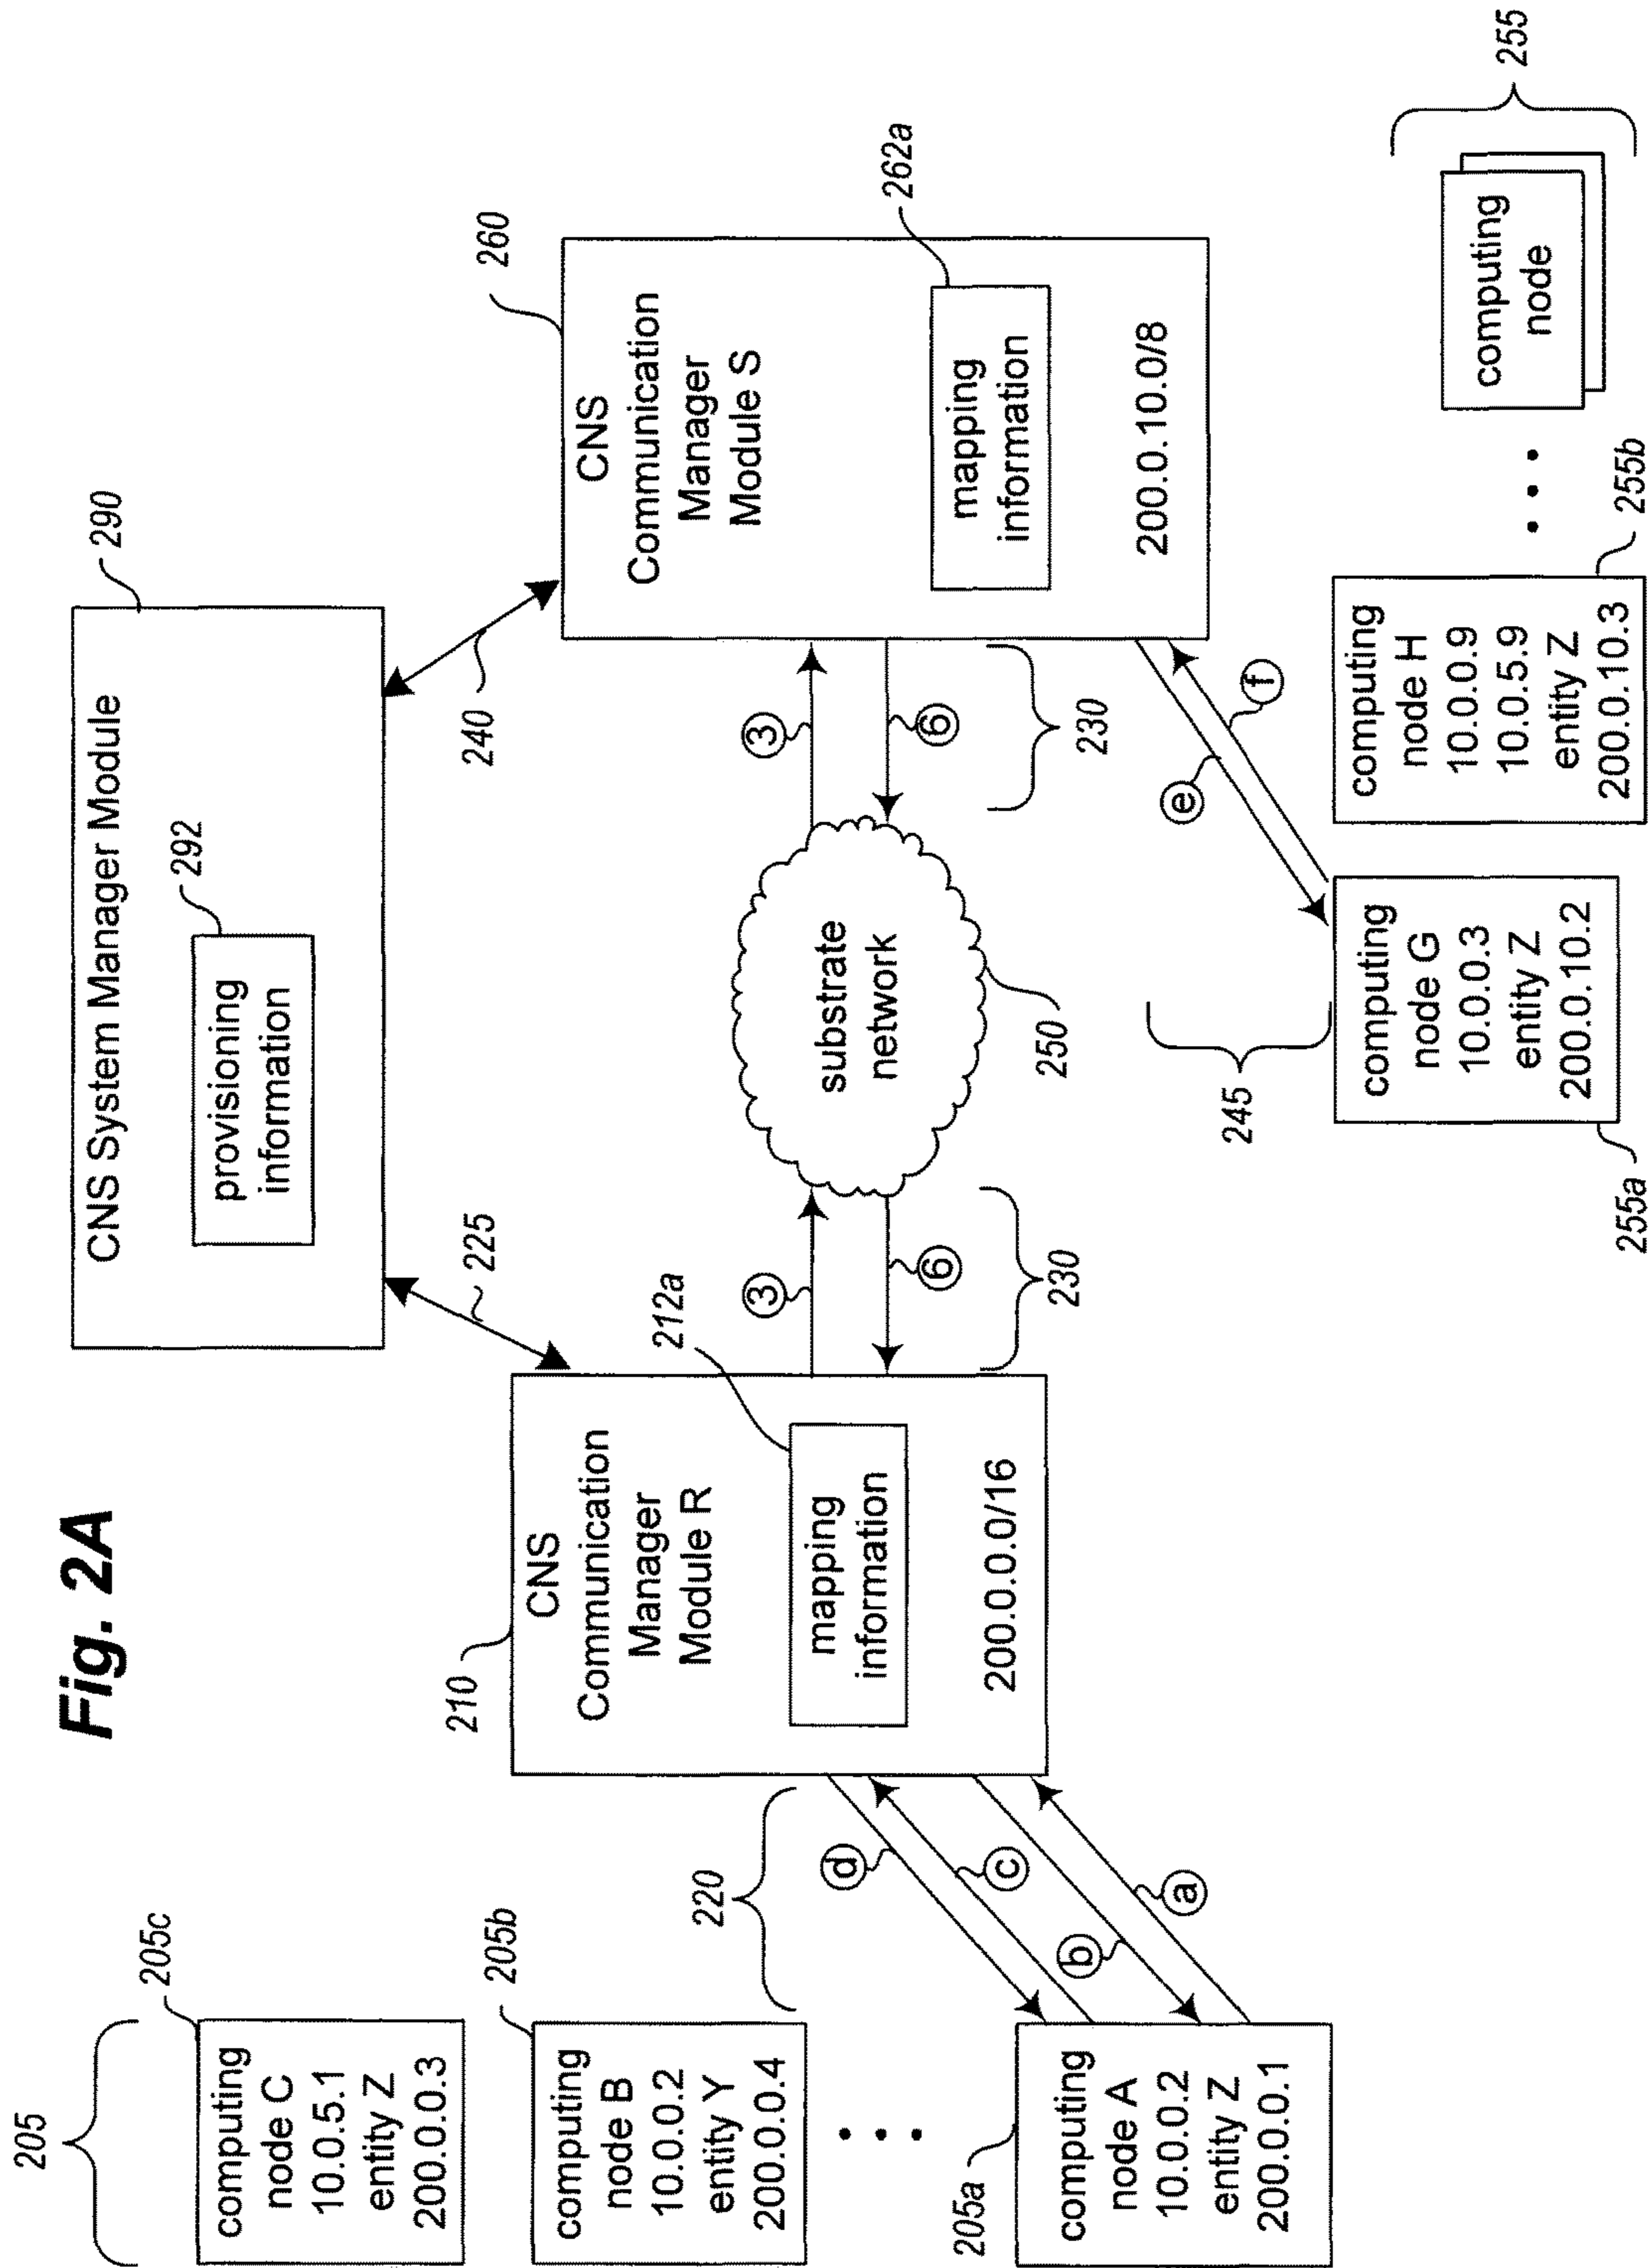 Fig. 2A
205
205c
computing
node C
10.0.5.1
entity Z
200.0.0.3
205b
computing
node B
10.0.0.2
entity Y
200.0.0.4
205a
computing
node A
10.0.0.2
entity Z
200.0.0.1
220
ⓓ
ⓒ
ⓑ
ⓐ
210
CNS
Communication
Manager
Module R
212a
mapping
information
200.0.0.0/16
225
CNS System Manager Module
290
292
provisioning
information
240
③
⑥
230
substrate
network
250
③
⑥
230
260
CNS
Communication
Manager
Module S
262a
mapping
information
200.0.10.0/8
ⓔ
ⓕ
245
255a
computing
node G
10.0.0.3
entity Z
200.0.10.2
255b
computing
node H
10.0.0.9
10.0.5.9
entity Z
200.0.10.3
computing
node
255